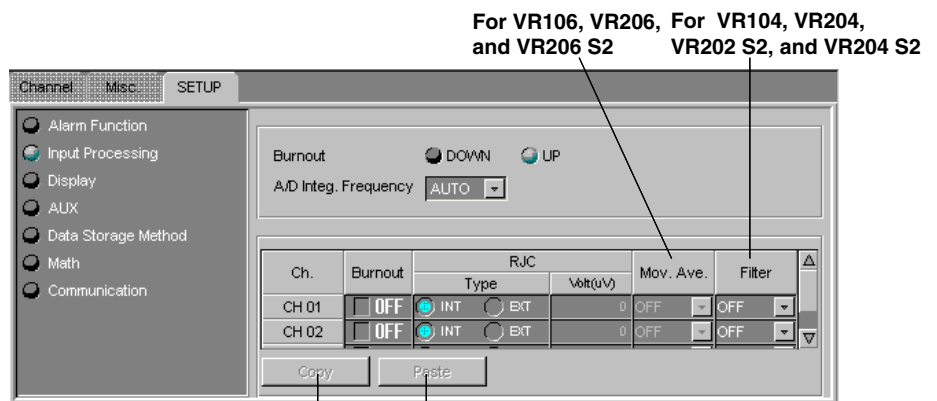 For VR106, VR206,
and VR206 S2
For VR104, VR204,
VR202 S2, and VR204 S2
Channel Misc. SETUP
Alarm Function
Input Processing
Display
AUX
Data Storage Method
Math
Communication
Burnout DOWN UP
A/D Integ. Frequency AUTO
Ch. Burnout RJC Mov. Ave. Filter
Type Volt(uV)
CH 01 OFF INT EXT 0 OFF OFF
CH 02 OFF INT EXT 0 OFF OFF
Copy Paste